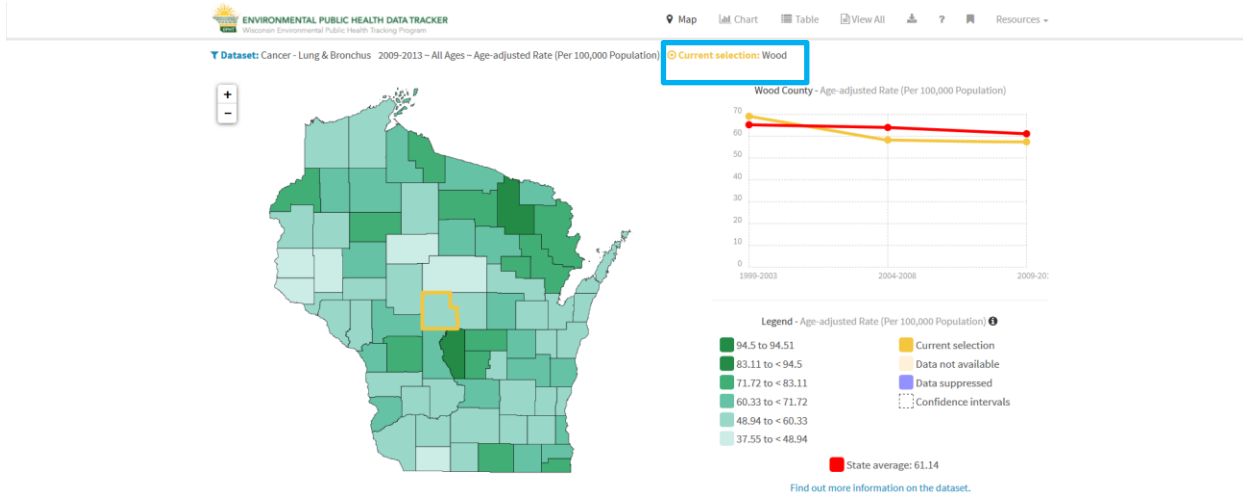 ENVIRONMENTAL PUBLIC HEALTH DATA TRACKER
Wisconsin Environmental Public Health Tracking Program
EPHT
Map Chart Table View All ? Resources
Dataset: Cancer - Lung & Bronchus 2009-2013 ~ All Ages ~ Age-adjusted Rate (Per 100,000 Population)
Current selection: Wood
+
−
Wood County - Age-adjusted Rate (Per 100,000 Population)
70
60
50
40
30
20
10
0
1999-2003 2004-2008 2009-20:
Legend - Age-adjusted Rate (Per 100,000 Population)
94.5 to 94.51 Current selection
83.11 to < 94.5 Data not available
71.72 to < 83.11 Data suppressed
60.33 to < 71.72 Confidence intervals
48.94 to < 60.33
37.55 to < 48.94
State average: 61.14
Find out more information on the dataset.